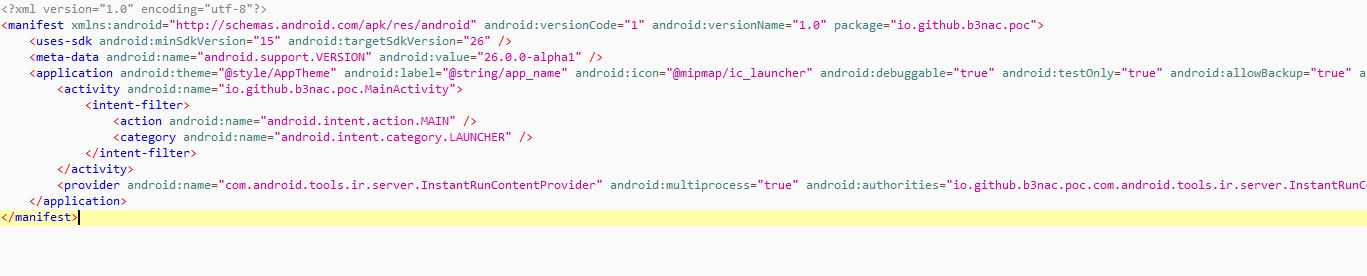 <?xml version="1.0" encoding="utf-8"?>
<manifest xmlns:android="http://schemas.android.com/apk/res/android" android:versionCode="1" android:versionName="1.0" package="io.github.b3nac.poc">
<uses-sdk android:minSdkVersion="15" android:targetSdkVersion="26" />
<meta-data android:name="android.support.VERSION" android:value="26.0.0-alpha1" />
<application android:theme="@style/AppTheme" android:label="@string/app_name" android:icon="@mipmap/ic_launcher" android:debuggable="true" android:testOnly="true" android:allowBackup="true" a
<activity android:name="io.github.b3nac.poc.MainActivity">
<intent-filter>
<action android:name="android.intent.action.MAIN" />
<category android:name="android.intent.category.LAUNCHER" />
</intent-filter>
</activity>
<provider android:name="com.android.tools.ir.server.InstantRunContentProvider" android:multiprocess="true" android:authorities="io.github.b3nac.poc.com.android.tools.ir.server.InstantRunC
</application>
</manifest>